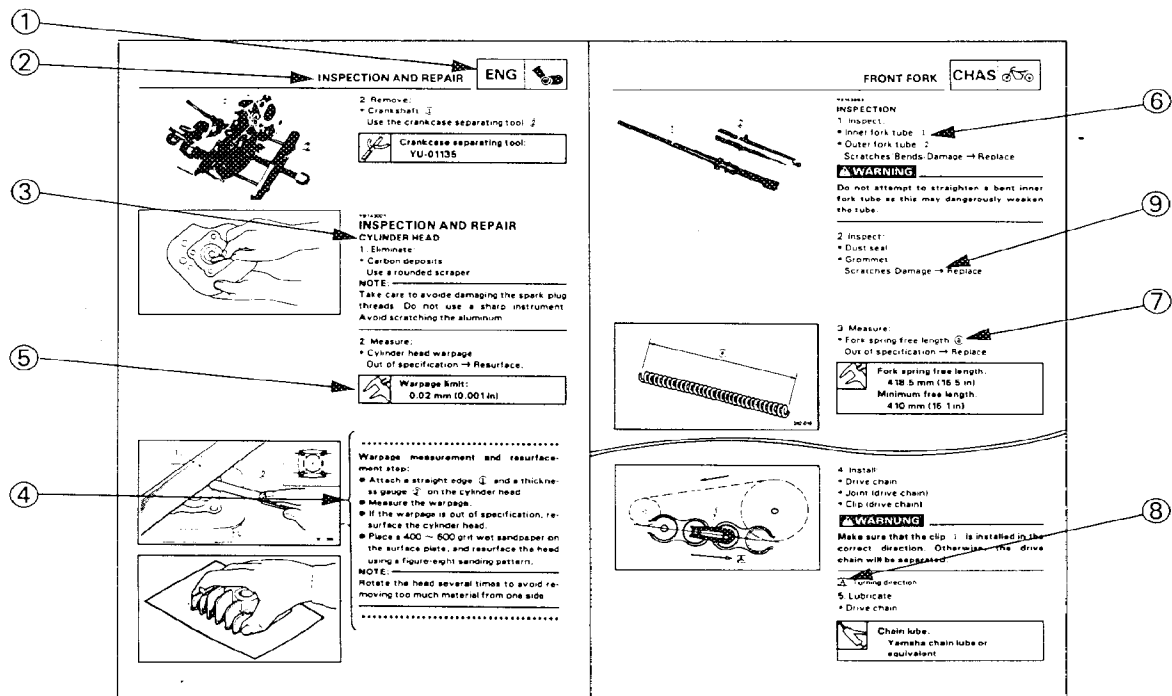 ①
②
INSPECTION AND REPAIR
ENG
2. Remove:
• Crankshaft ①
Use the crankcase separating tool ②
Crankcase separating tool:
YU-01135
③
INSPECTION AND REPAIR
CYLINDER HEAD
1. Eliminate:
• Carbon deposits
Use a rounded scraper
NOTE:
Take care to avoide damaging the spark plug
threads. Do not use a sharp instrument.
Avoid scratching the aluminum
2. Measure:
• Cylinder head warpage
Out of specification → Resurface.
⑤
Warpage limit:
0.02 mm (0.001 in)
④
Warpage measurement and resurface-
ment step:
● Attach a straight edge ① and a thickne-
ss gauge ② on the cylinder head
● Measure the warpage.
● If the warpage is out of specification, re-
surface the cylinder head.
● Place a 400 ~ 600 grit wet sandpaper on
the surface plate, and resurface the head
using a figure-eight sanding pattern.
NOTE:
Rotate the head several times to avoid re-
moving too much material from one side
FRONT FORK
CHAS
⑥
INSPECTION
1. Inspect:
• Inner fork tube 1
• Outer fork tube 2
Scratches Bends Damage → Replace
WARNING
Do not attempt to straighten a bent inner
fork tube as this may dangerously weaken
the tube.
⑨
2. Inspect:
• Dust seal
• Grommet
Scratches Damage → Replace
⑦
3. Measure:
• Fork spring free length ⓐ
Out of specification → Replace
Fork spring free length.
418.5 mm (16.5 in)
Minimum free length.
410 mm (16.1 in)
4. Install
• Drive chain
• Joint (drive chain)
• Clip (drive chain)
WARNUNG
⑧
Make sure that the clip 1 is installed in the
correct direction. Otherwise, the drive
chain will be separated.
A Turning direction
5. Lubricate
• Drive chain
Chain lube.
Yamaha chain lube or
equivalent